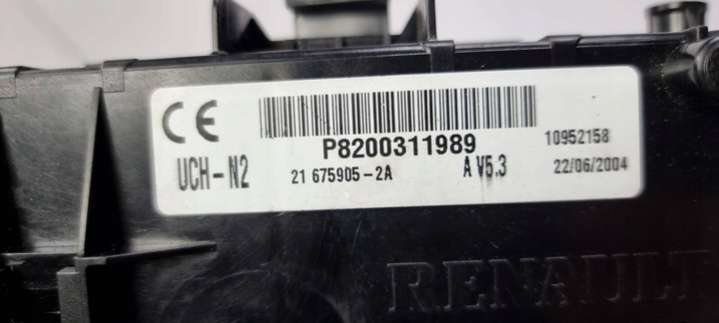 CE
P8200311989
10952158
UCH-N2
21 675905-2A
A V5.3
22/06/2004
RENAULT